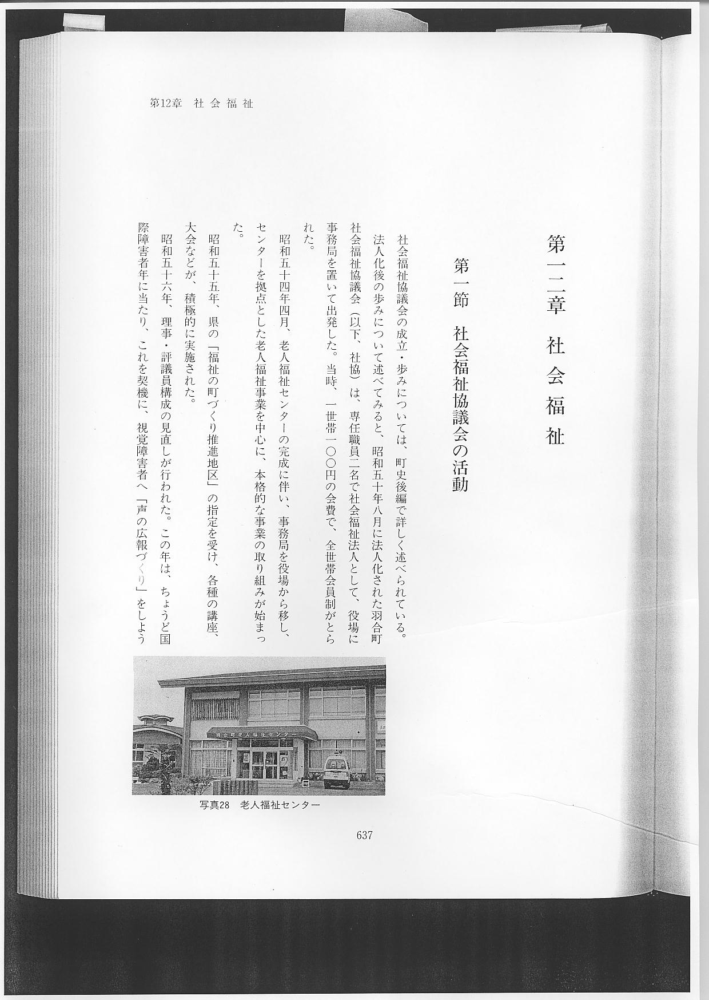 第12章 社会福祉
第一二章 社会福祉
第一節 社会福祉協議会の活動
社会福祉協議会の成立・歩みについては、町史後編で詳しく述べられている。
法人化後の歩みについて述べてみると、昭和五十年八月に法人化された羽合町
社会福祉協議会（以下、社協）は、専任職員二名で社会福祉法人として、役場に
事務局を置いて出発した。当時、一世帯一〇〇円の会費で、全世帯会員制がとら
れた。
昭和五十四年四月、老人福祉センターの完成に伴い、事務局を役場から移し、
センターを拠点とした老人福祉事業を中心に、本格的な事業の取り組みが始まっ
た。
昭和五十五年、県の「福祉の町づくり推進地区」の指定を受け、各種の講座、
大会などが、積極的に実施された。
昭和五十六年、理事・評議員構成の見直しが行われた。この年は、ちょうど国
際障害者年に当たり、これを契機に、視覚障害者へ「声の広報づくり」をしよう
羽合町老人福祉センター
写真28 老人福祉センター
637